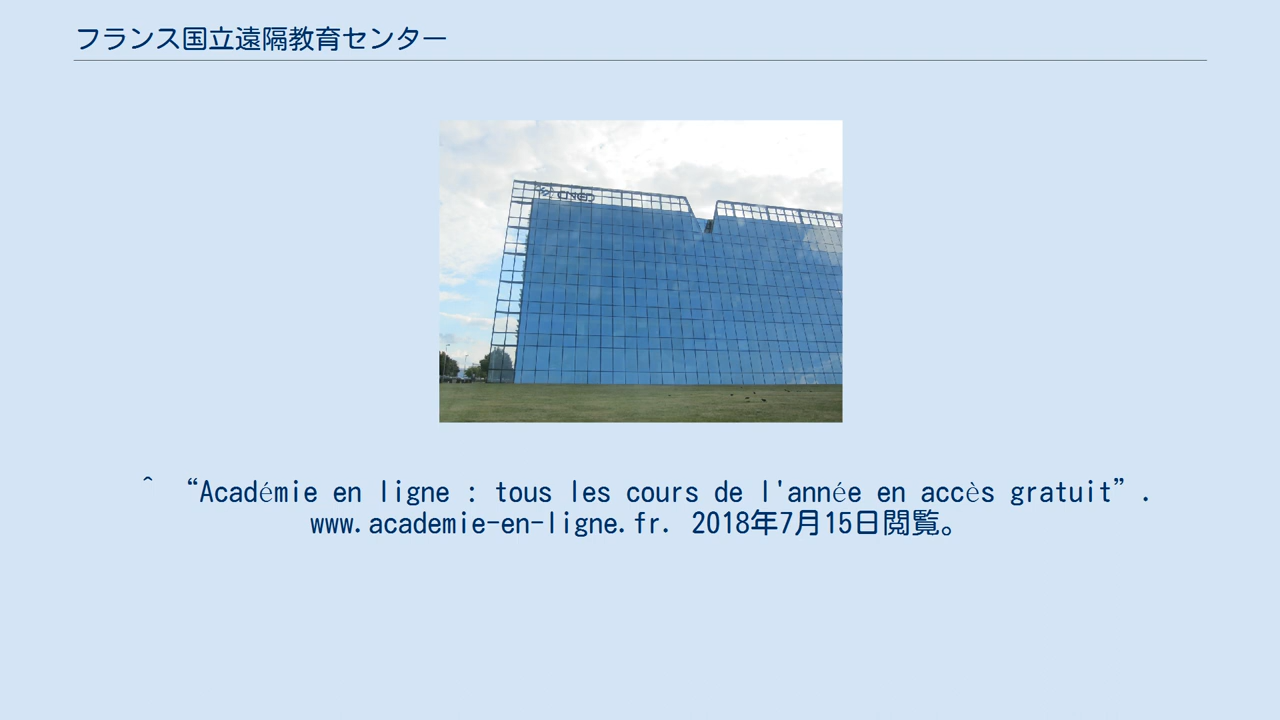 フランス国立遠隔教育センター
CNED
^ “Académie en ligne : tous les cours de l'année en accès gratuit”.
www.academie-en-ligne.fr. 2018年7月15日閲覧。